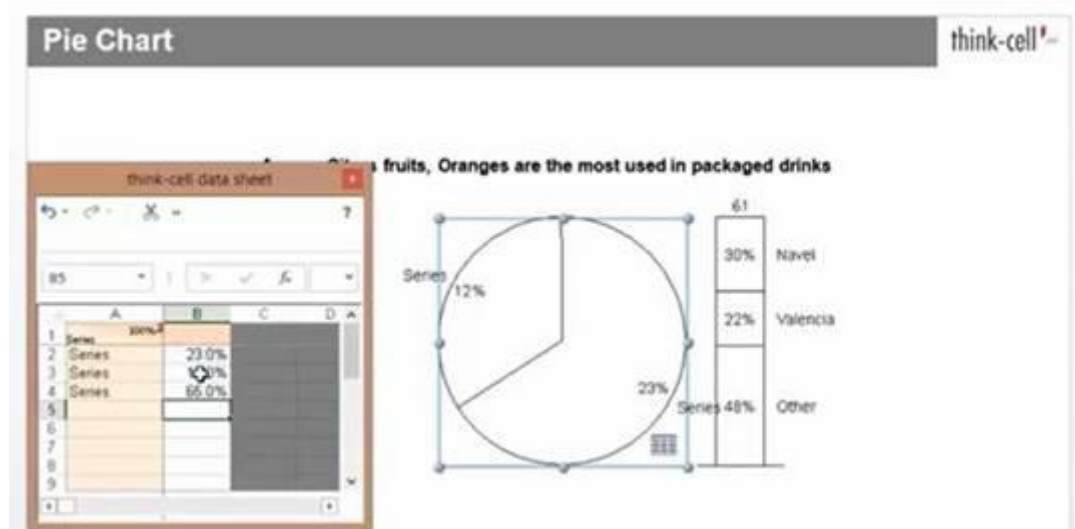 Pie Chart
think-cell
fruits, Oranges are the most used in packaged drinks
think-cell data sheet
?
B5
A B C D
1 100%=
Series
2 Series 23.0%
3 Series
4 Series 65.0%
5
6
7
8
9
Series
12%
23%
Series
61
30% Navel
22% Valencia
48% Other